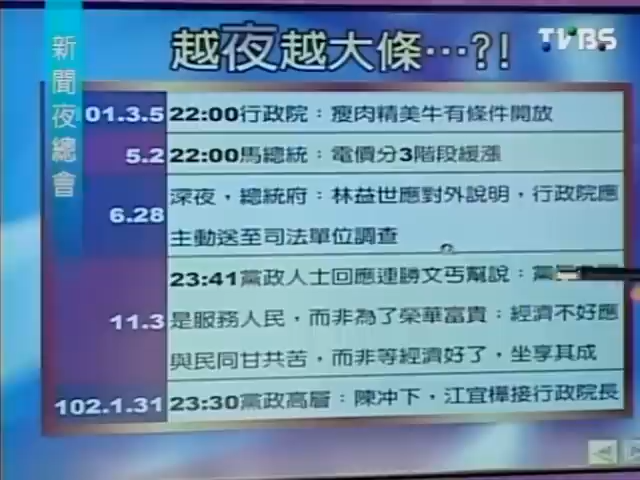 新聞夜總會
越夜越大條…?!
TVBS
01.3.5 22:00行政院：瘦肉精美牛有條件開放
5.2 22:00馬總統：電價分3階段緩漲
6.28 深夜，總統府：林益世應對外說明，行政院應
主動送至司法單位調查
11.3 23:41黨政人士回應連勝文丐幫說：黨
是服務人民，而非為了榮華富貴：經濟不好應
與民同甘共苦，而非等經濟好了，坐享其成
102.1.31 23:30黨政高層：陳冲下，江宜樺接行政院長